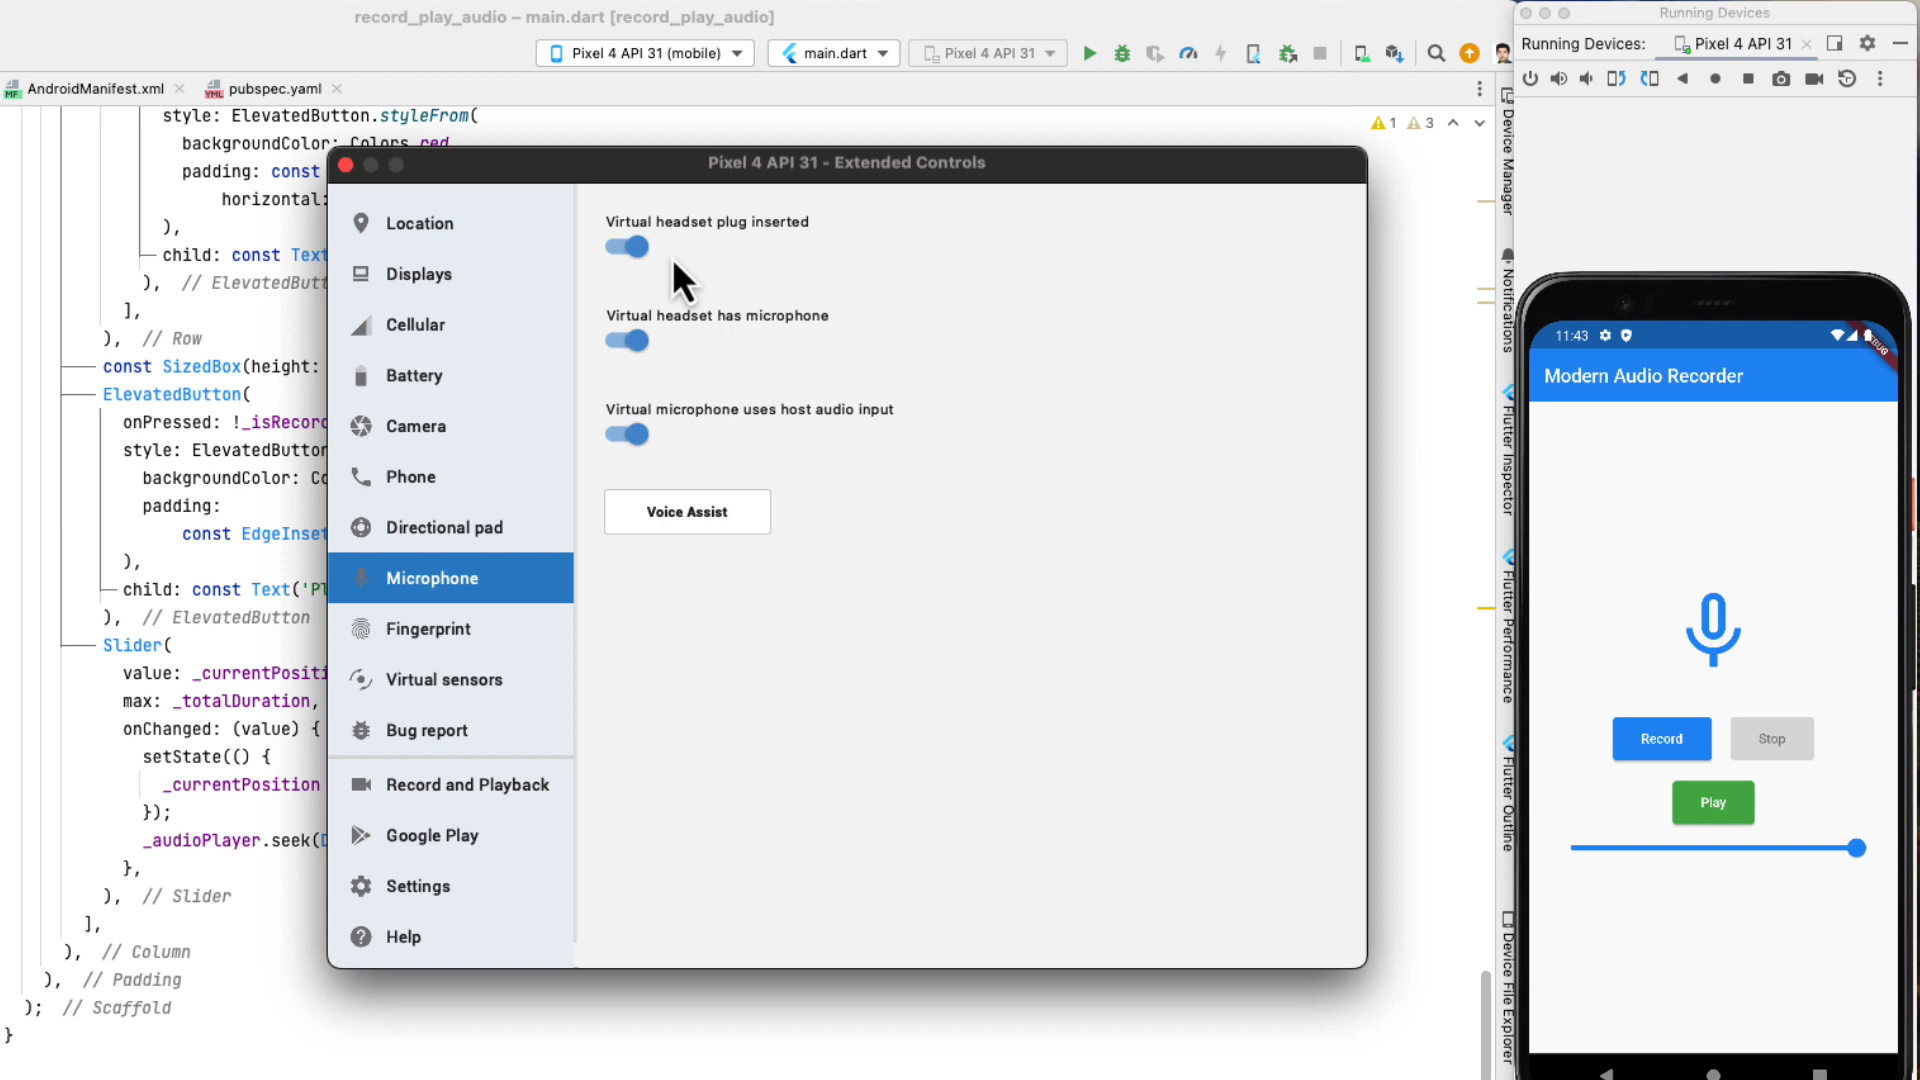 record_play_audio – main.dart [record_play_audio]
Running Devices
Pixel 4 API 31 (mobile)
main.dart
Pixel 4 API 31
Running Devices:
Pixel 4 API 31
MF
AndroidManifest.xml
YML
pubspec.yaml
style: ElevatedButton.styleFrom(
backgroundColor: Colors.red
padding: const
horizontal:
),
child: const Text
), // ElevatedButt
],
), // Row
const SizedBox(height:
ElevatedButton(
onPressed: !_isRecord
style: ElevatedButton
backgroundColor: Co
padding:
const EdgeInset
),
child: const Text('Pl
), // ElevatedButton
Slider(
value: _currentPositi
max: _totalDuration,
onChanged: (value) {
setState(() {
_currentPosition
});
_audioPlayer.seek(D
},
), // Slider
],
), // Column
), // Padding
); // Scaffold
}
1
3
Pixel 4 API 31 - Extended Controls
Location
Displays
Cellular
Battery
Camera
Phone
Directional pad
Microphone
Fingerprint
Virtual sensors
Bug report
Record and Playback
Google Play
Settings
Help
Virtual headset plug inserted
Virtual headset has microphone
Virtual microphone uses host audio input
Voice Assist
Device Manager
Notifications
Flutter Inspector
Flutter Performance
Flutter Outline
Device File Explorer
11:43
Modern Audio Recorder
Record
Stop
Play